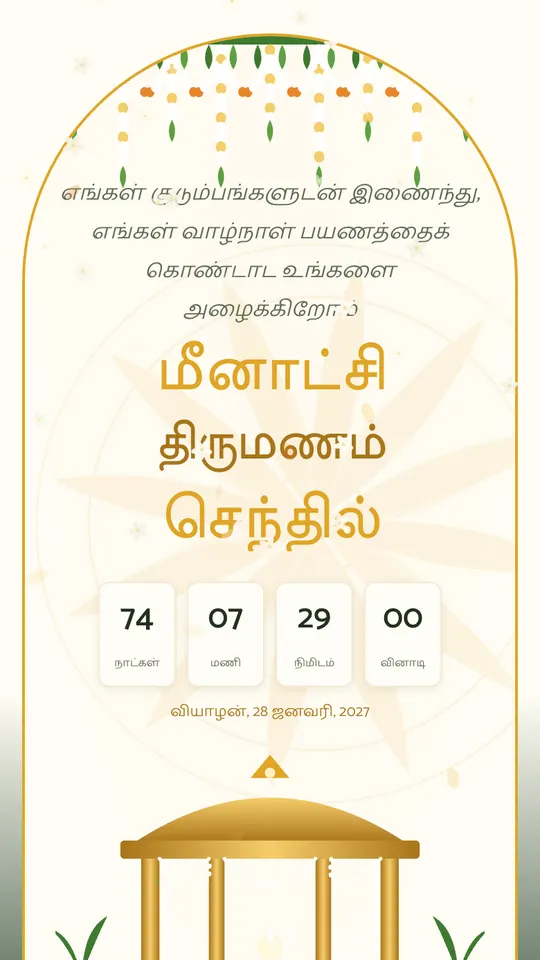 எங்கள் குடும்பங்களுடன் இணைந்து,
எங்கள் வாழ்நாள் பயணத்தைக்
கொண்டாட உங்களை
அழைக்கிறோம்
மீனாட்சி
திருமணம்
செந்தில்
74 07 29 00
நாட்கள் மணி நிமிடம் வினாடி
வியாழன், 28 ஜனவரி, 2027